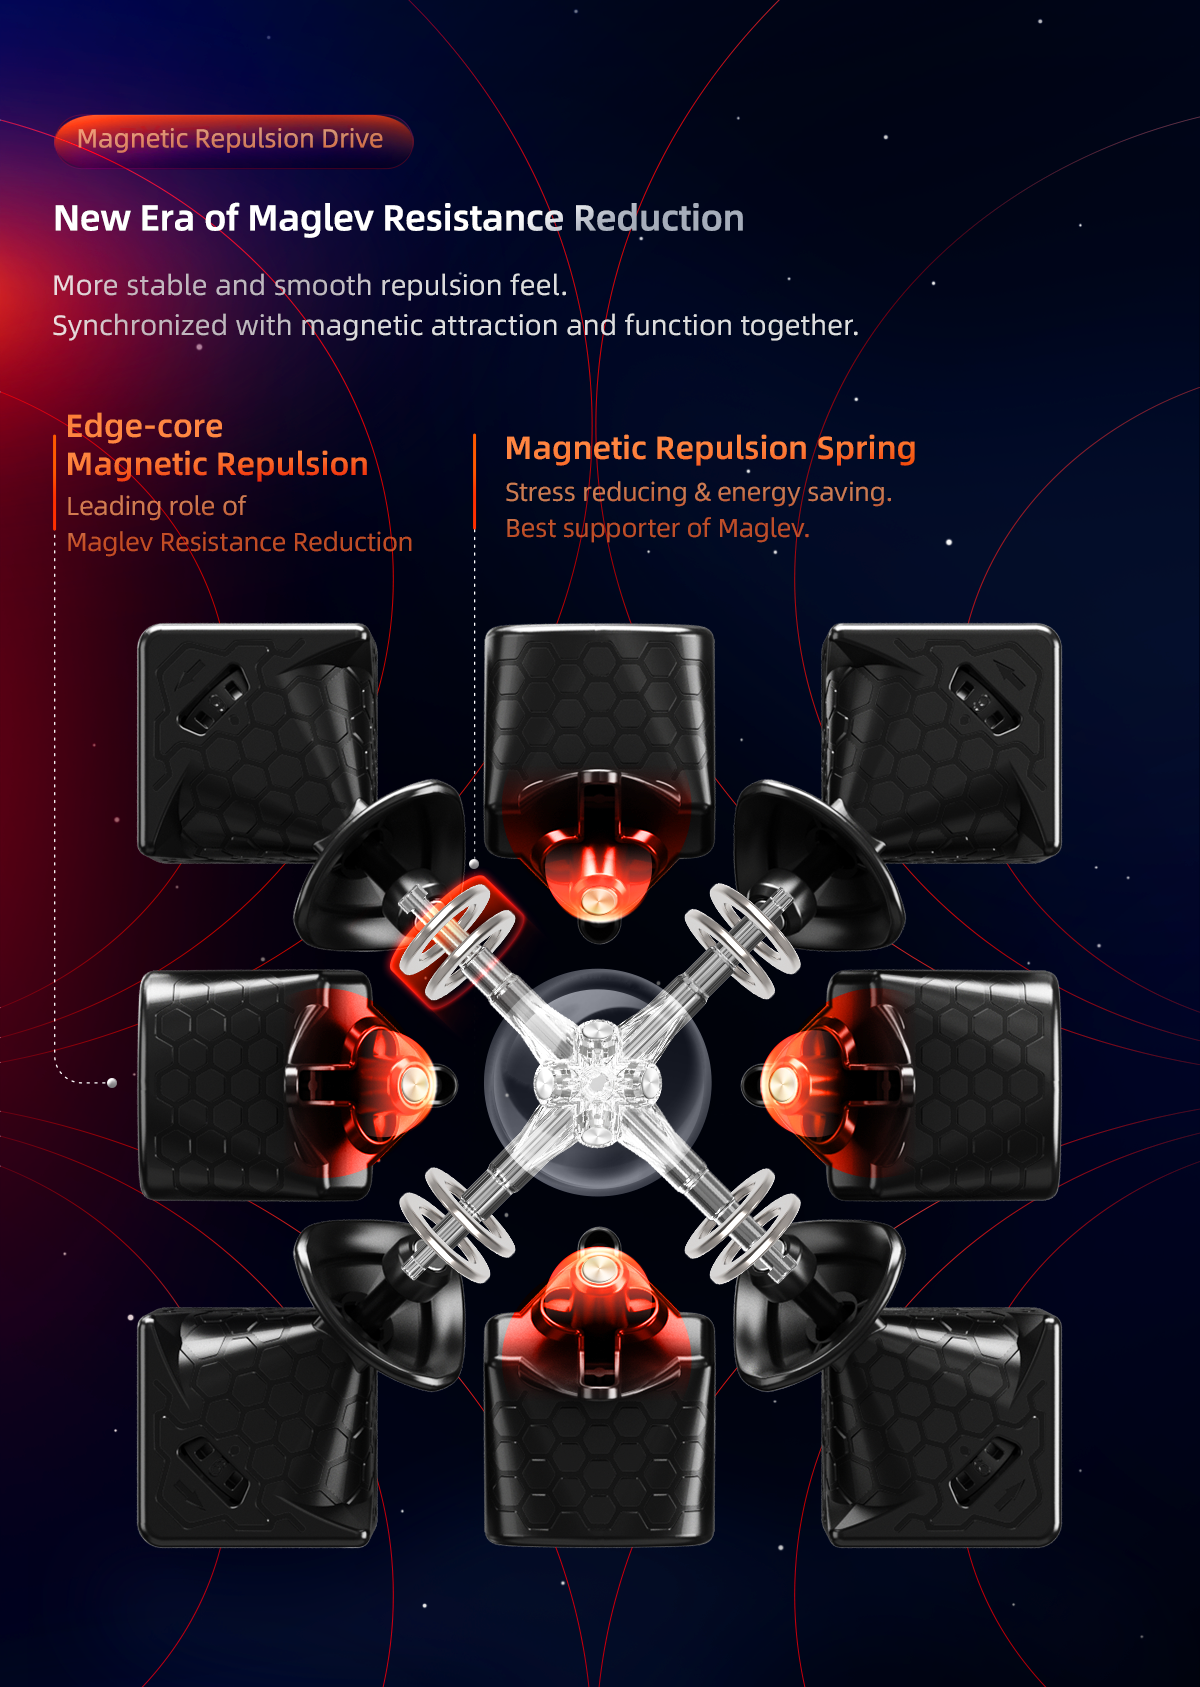 Magnetic Repulsion Drive
New Era of Maglev Resistance Reduction
More stable and smooth repulsion feel.
Synchronized with magnetic attraction and function together.
Edge-core
Magnetic Repulsion
Leading role of
Maglev Resistance Reduction
Magnetic Repulsion Spring
Stress reducing & energy saving.
Best supporter of Maglev.